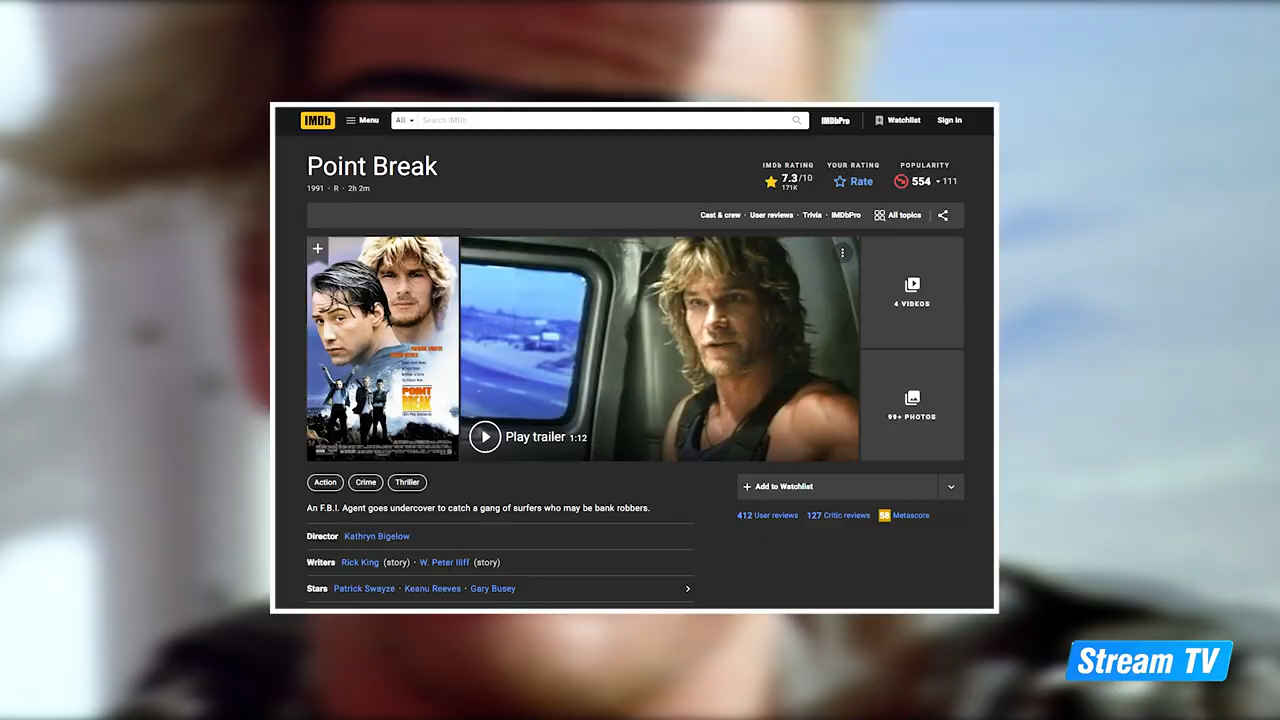 IMDb Menu All Search IMDb IMDbPro Watchlist Sign In
Point Break
1991 · R · 2h 2m
IMDb RATING YOUR RATING POPULARITY
7.3/10 Rate 554 111
171K
Cast & crew · User reviews · Trivia · IMDbPro All topics
POINT
BREAK
4 VIDEOS
99+ PHOTOS
Play trailer 1:12
Action Crime Thriller
+ Add to Watchlist
An F.B.I. Agent goes undercover to catch a gang of surfers who may be bank robbers.
412 User reviews 127 Critic reviews 58 Metascore
Director Kathryn Bigelow
Writers Rick King (story) · W. Peter Iliff (story)
Stars Patrick Swayze · Keanu Reeves · Gary Busey
Stream TV